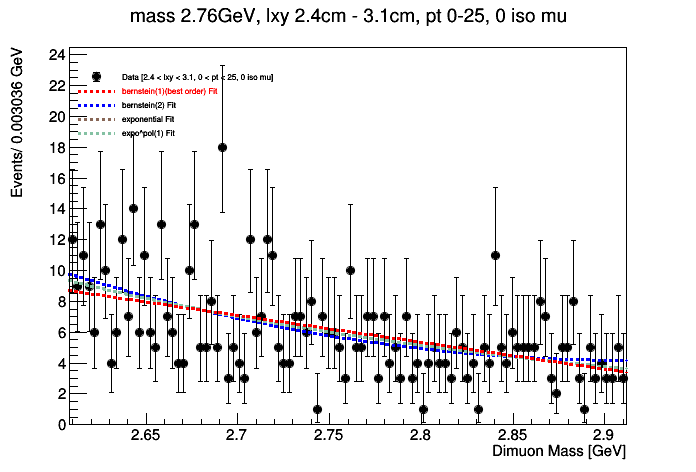 mass 2.76GeV, lxy 2.4cm - 3.1cm, pt 0-25, 0 iso mu
Events/ 0.003036 GeV
24
22
20
18
16
14
12
10
8
6
4
2
0
Data [2.4 < lxy < 3.1, 0 < pt < 25, 0 iso mu]
bernstein(1)(best order) Fit
bernstein(2) Fit
exponential Fit
expo*pol(1) Fit
2.65 2.7 2.75 2.8 2.85 2.9
Dimuon Mass [GeV]